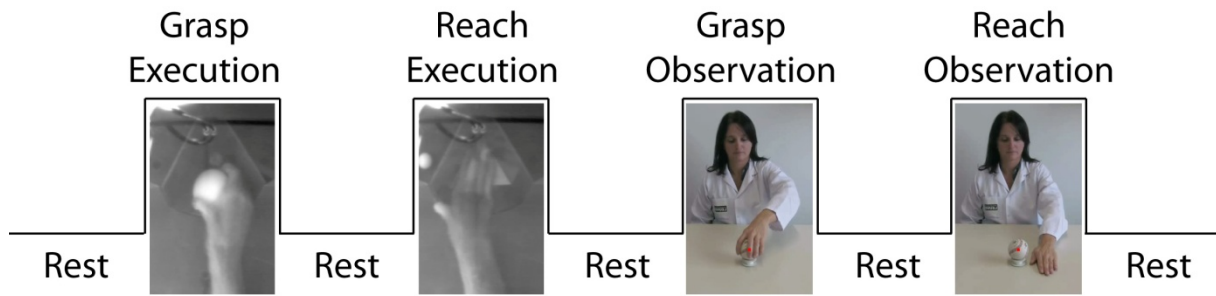 Grasp
Execution
Reach
Execution
Grasp
Observation
Reach
Observation
Rest
Rest
Rest
Rest
Rest